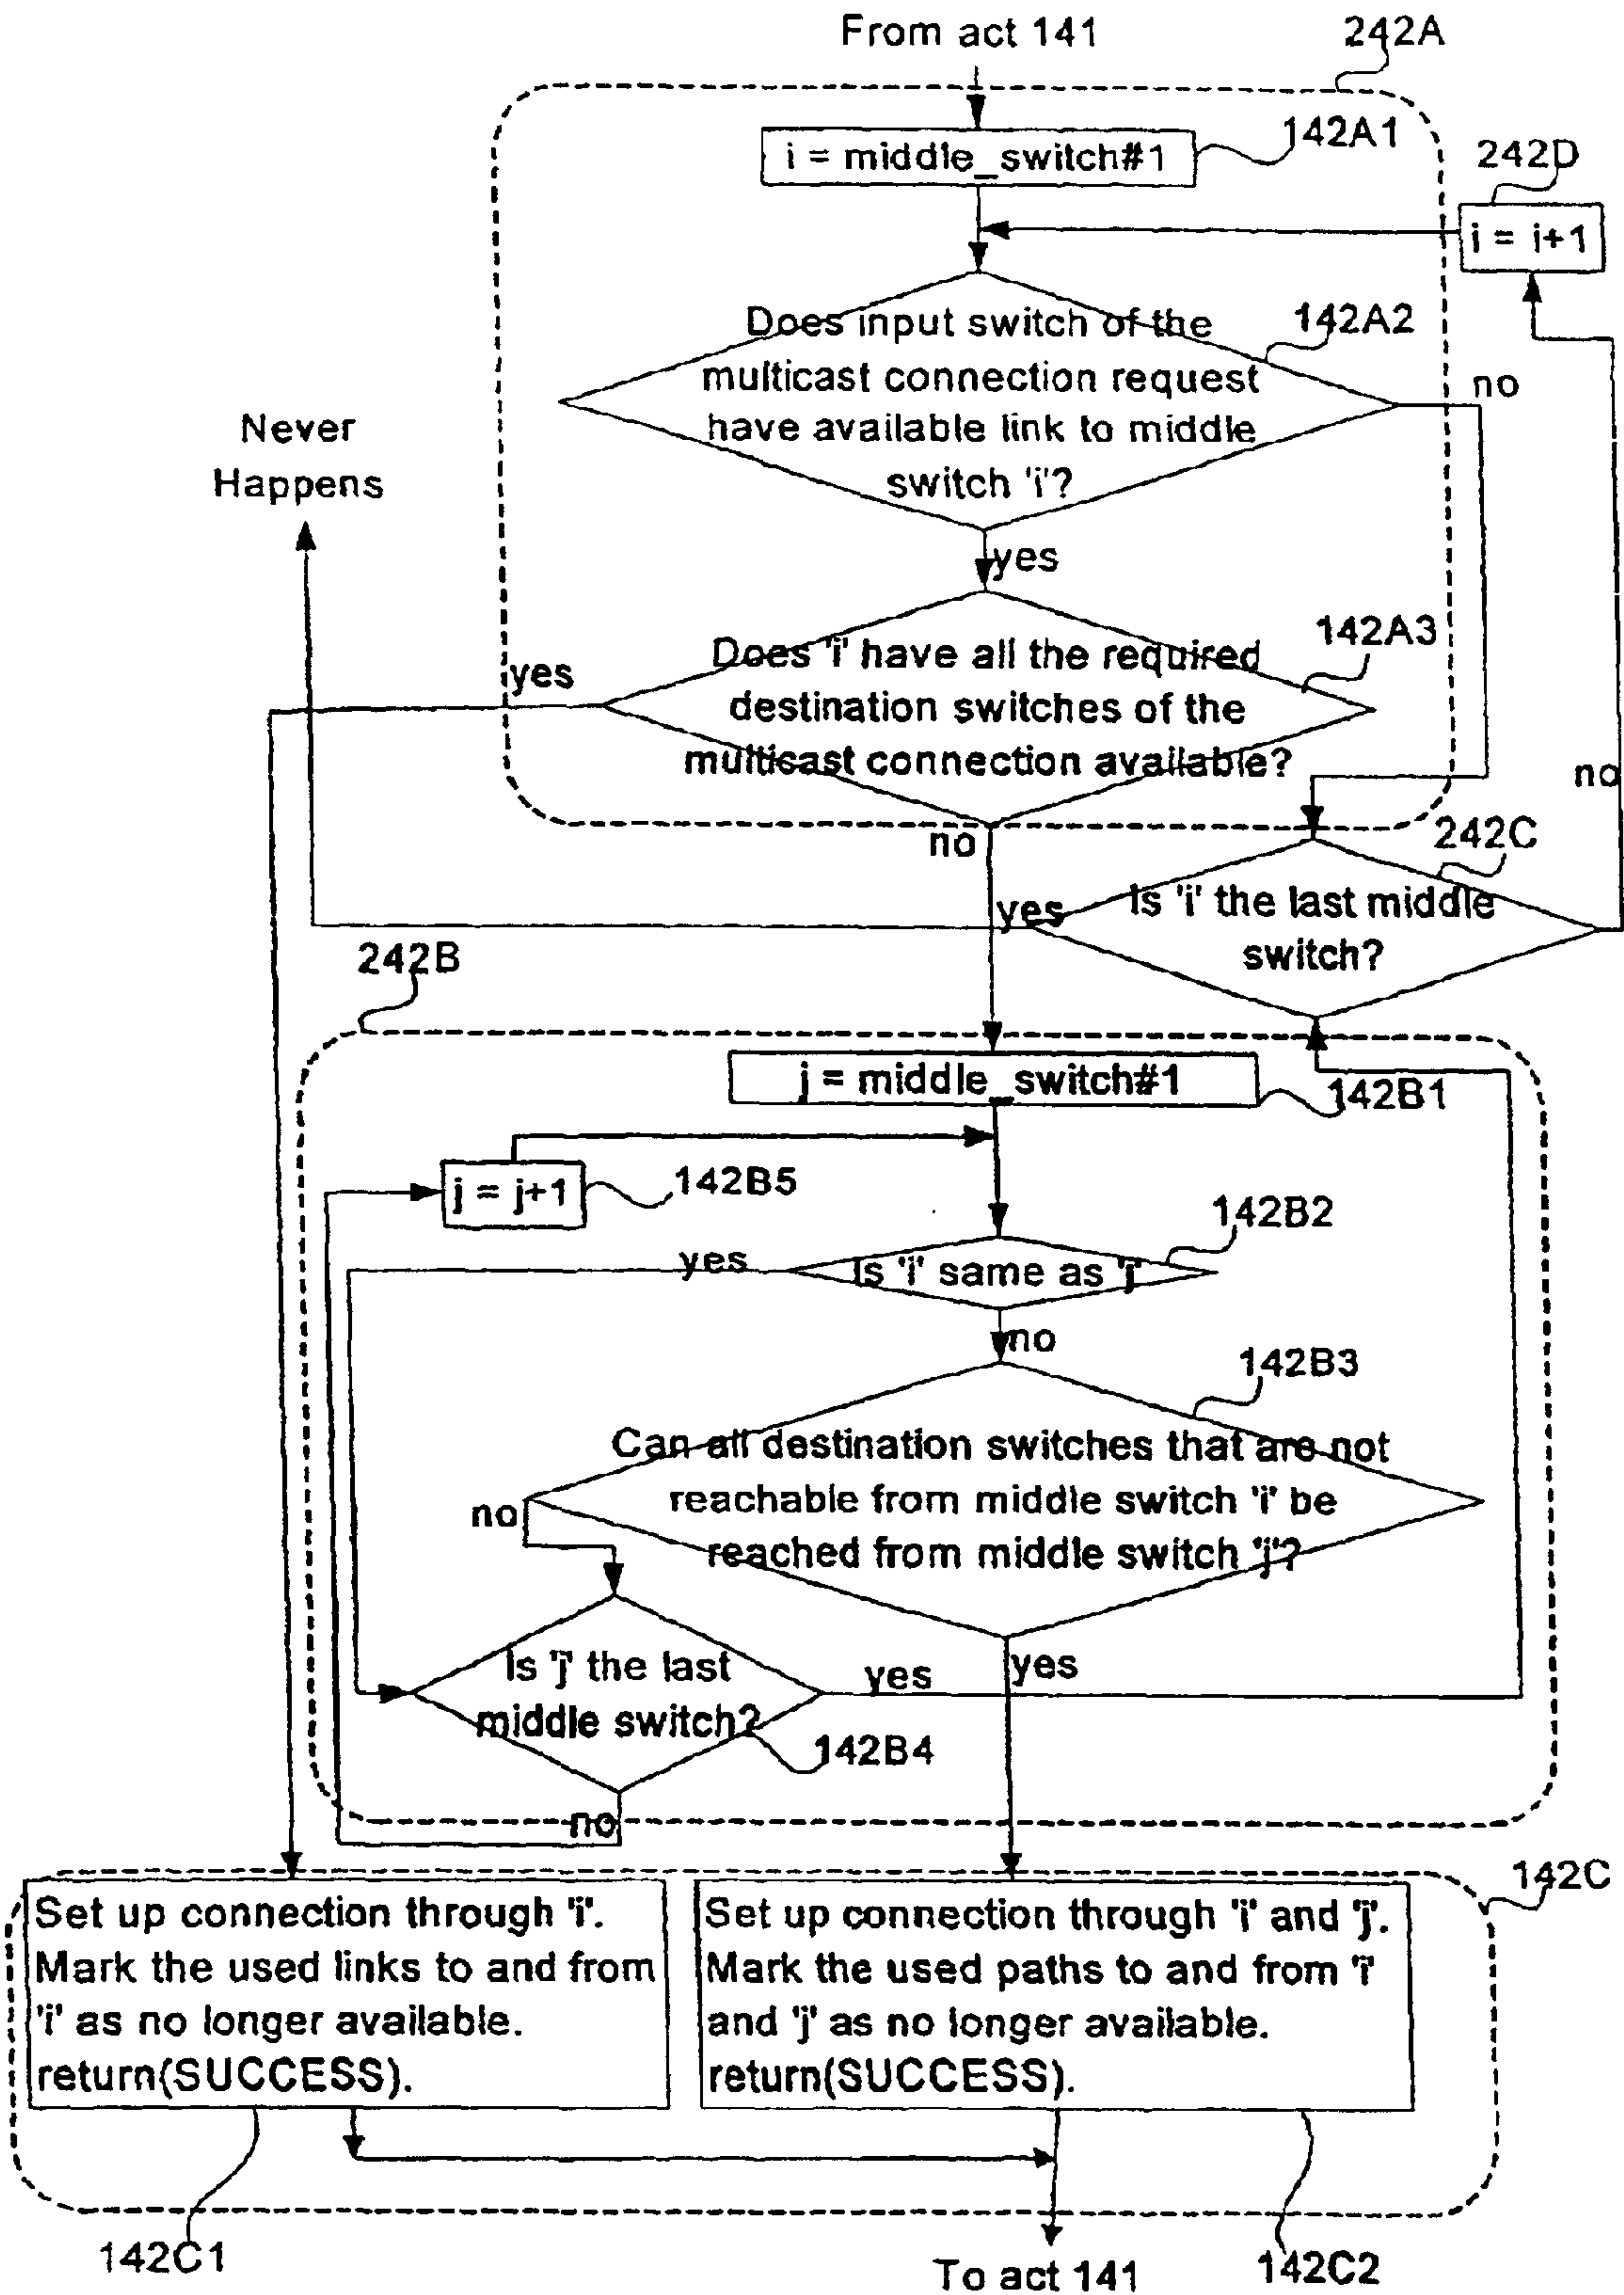 From act 141
242A
i = middle_switch#1
142A1
242D
i = i+1
Does input switch of the
multicast connection request
have available link to middle
switch 'i'?
142A2
no
Never
Happens
yes
Does 'i' have all the required
destination switches of the
multicast connection available?
142A3
yes
no
no
242C
Is 'i' the last middle
switch?
yes
242B
j = middle_switch#1
142B1
j = j+1
142B5
142B2
Is 'i' same as 'j'
yes
no
142B3
Can all destination switches that are not
reachable from middle switch 'i' be
reached from middle switch 'j'?
no
yes
Is 'j' the last
middle switch?
yes
142B4
no
142C
Set up connection through 'i'.
Mark the used links to and from
'i' as no longer available.
return(SUCCESS).
Set up connection through 'i' and 'j'.
Mark the used paths to and from 'i'
and 'j' as no longer available.
return(SUCCESS).
142C1
To act 141
142C2